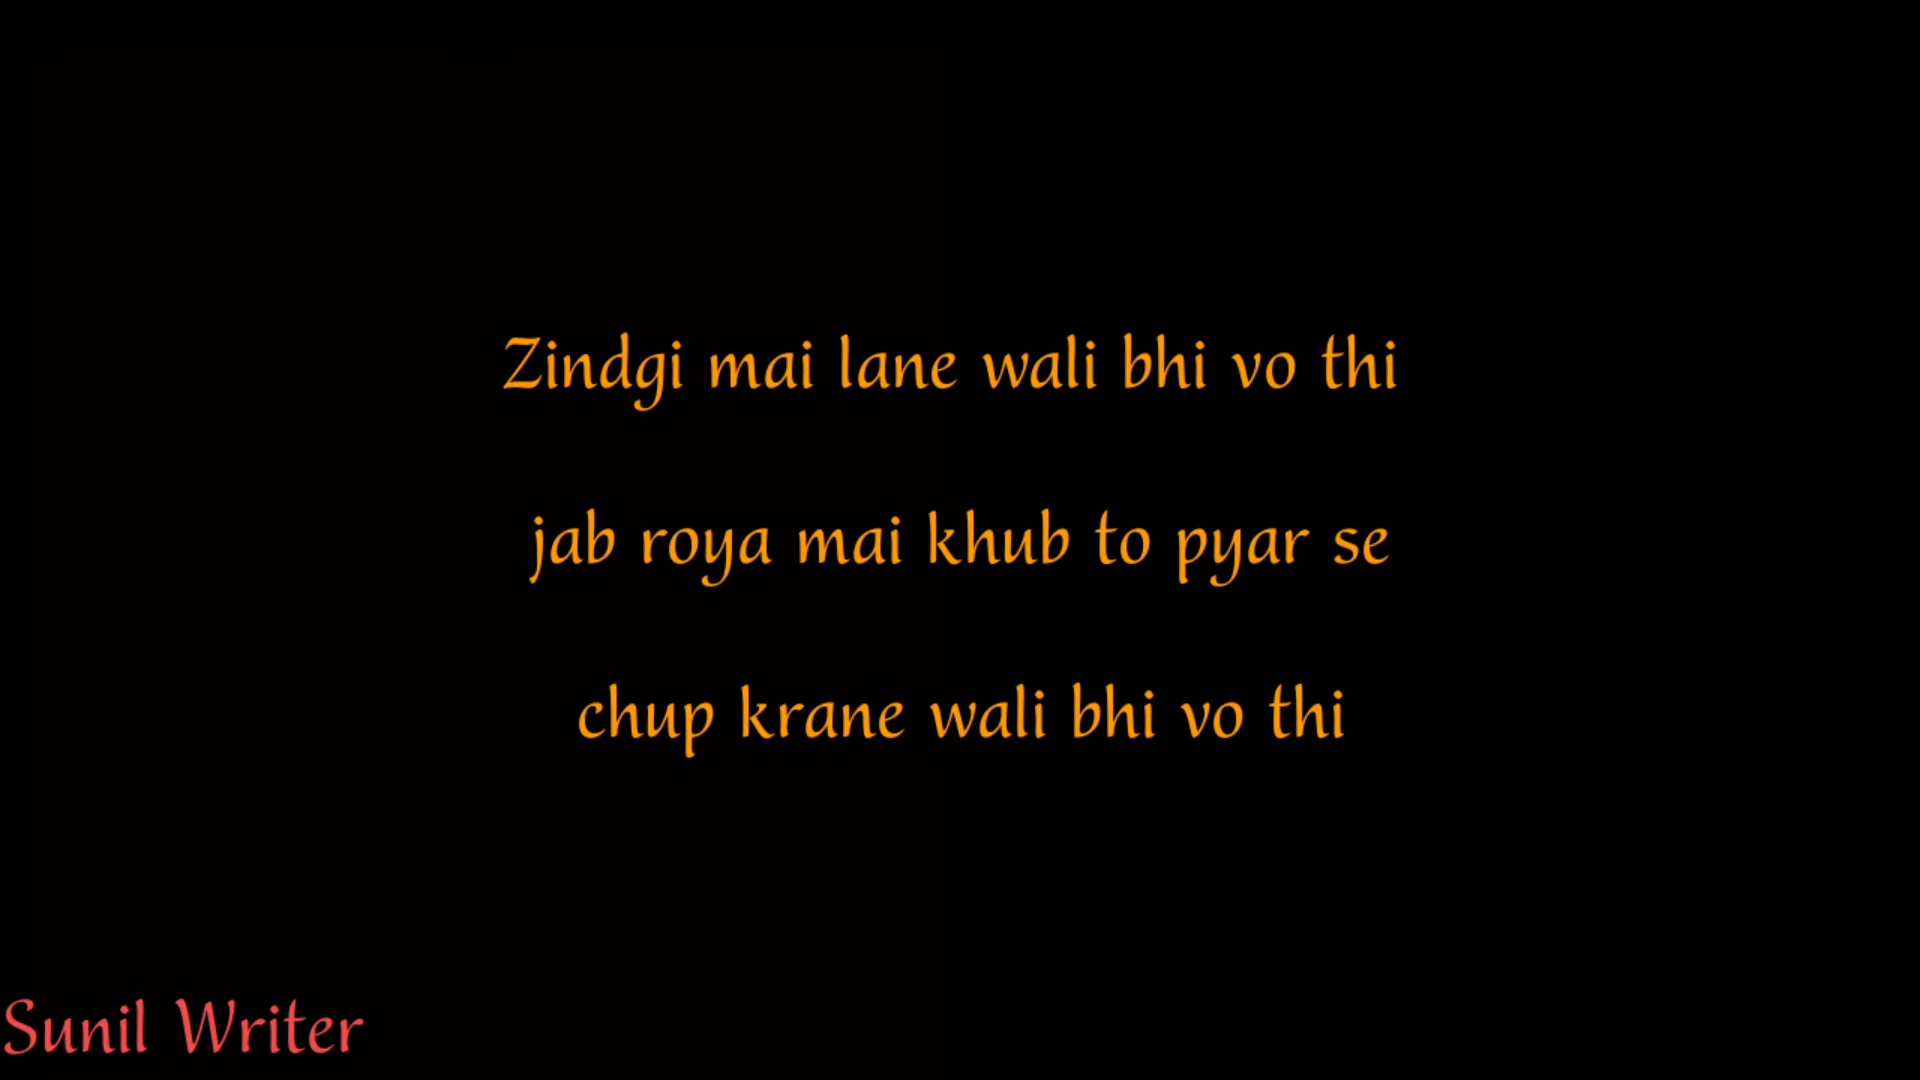 Zindgi mai lane wali bhi vo thi
jab roya mai khub to pyar se
chup krane wali bhi vo thi
Sunil Writer